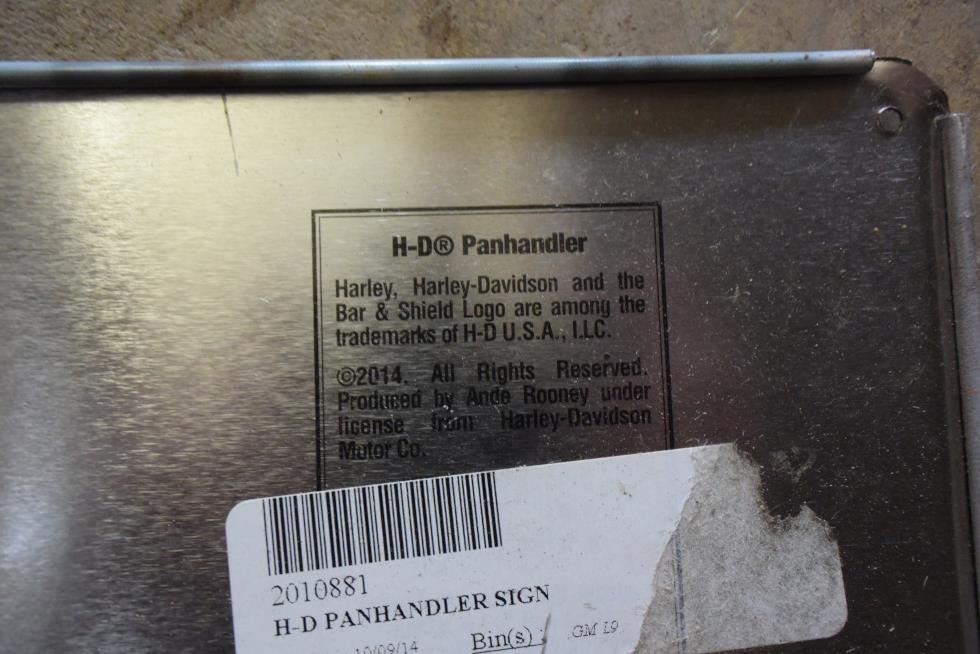 H-D® Panhandler
Harley, Harley-Davidson and the
Bar & Shield Logo are among the
trademarks of H-D U.S.A., LLC.
©2014. All Rights Reserved.
Produced by Ande Rooney under
license from Harley-Davidson
Motor Co.
2010881
H-D PANHANDLER SIGN
10/09/14 Bin(s) : GM L9